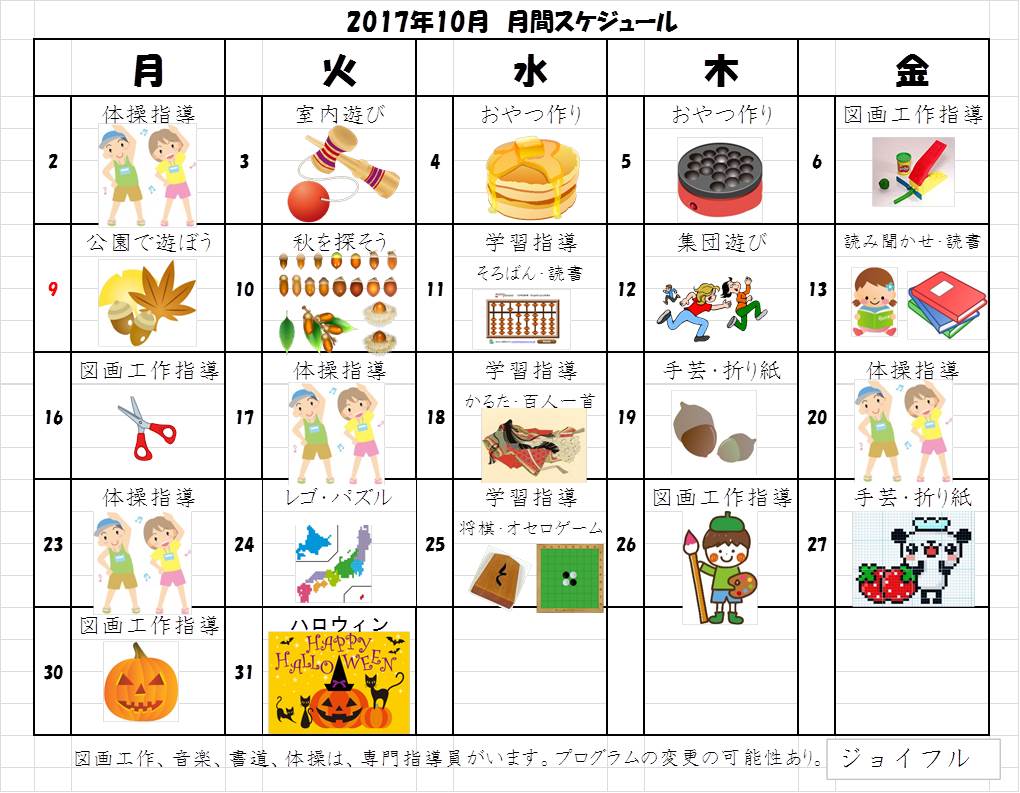 2017年10月 月間スケジュール
月 火 水 木 金
体操指導 室内遊び おやつ作り おやつ作り 図画工作指導
2 3 4 5 6
公園で遊ぼう 秋を探そう 学習指導 集団遊び 読み聞かせ・読書
そろばん・読書
9 10 11 12 13
図画工作指導 体操指導 学習指導 手芸・折り紙 体操指導
かるた・百人一首
16 17 18 19 20
体操指導 レゴ・パズル 学習指導 図画工作指導 手芸・折り紙
将棋・オセロゲーム
23 24 25 26 27
図画工作指導 ハロウィン
HAPPY
HALLOWEEN
30 31
図画工作、音楽、書道、体操は、専門指導員がいます。プログラムの変更の可能性あり。 ジョイフル